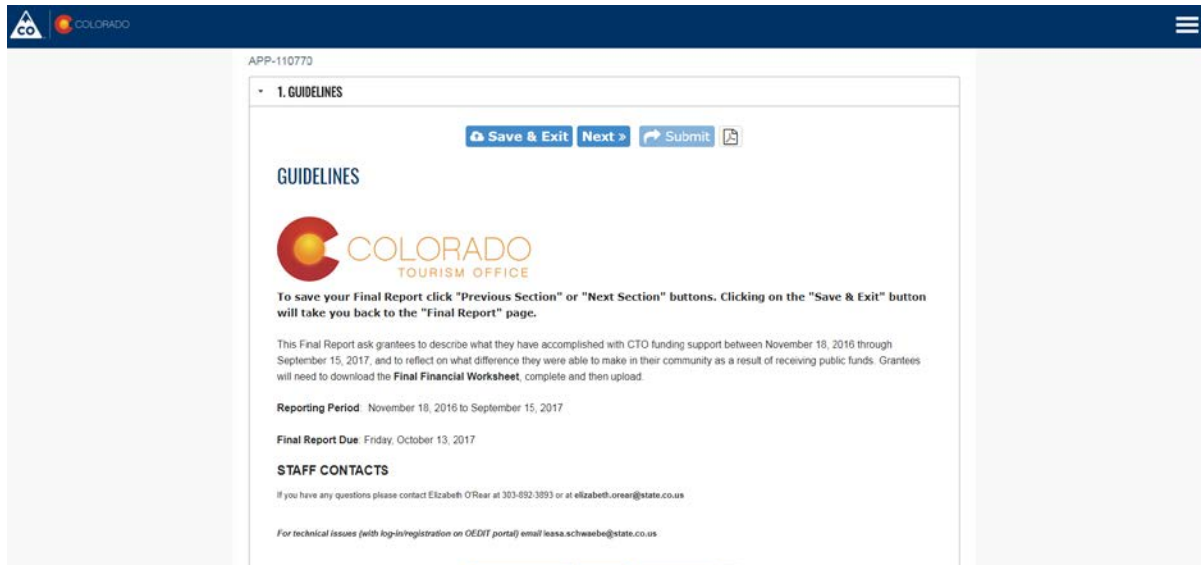 CO COLORADO
APP-110770
1. GUIDELINES
Save & Exit Next » Submit
GUIDELINES
COLORADO
TOURISM OFFICE
To save your Final Report click "Previous Section" or "Next Section" buttons. Clicking on the "Save & Exit" button
will take you back to the "Final Report" page.
This Final Report ask grantees to describe what they have accomplished with CTO funding support between November 18, 2016 through
September 15, 2017, and to reflect on what difference they were able to make in their community as a result of receiving public funds. Grantees
will need to download the Final Financial Worksheet, complete and then upload.
Reporting Period: November 18, 2016 to September 15, 2017
Final Report Due: Friday, October 13, 2017
STAFF CONTACTS
If you have any questions please contact Elizabeth O'Rear at 303-892-3893 or at elizabeth.orear@state.co.us
For technical issues (with log-in/registration on OEDIT portal) email leasa.schwaebe@state.co.us